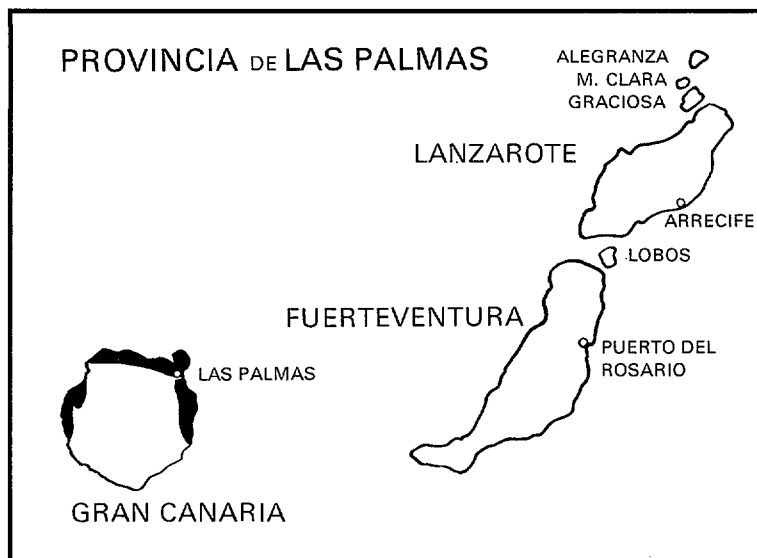 PROVINCIA DE LAS PALMAS
ALEGRANZA
M. CLARA
GRACIOSA
LANZAROTE
ARRECIFE
LOBOS
FUERTEVENTURA
PUERTO DEL
ROSARIO
LAS PALMAS
GRAN CANARIA